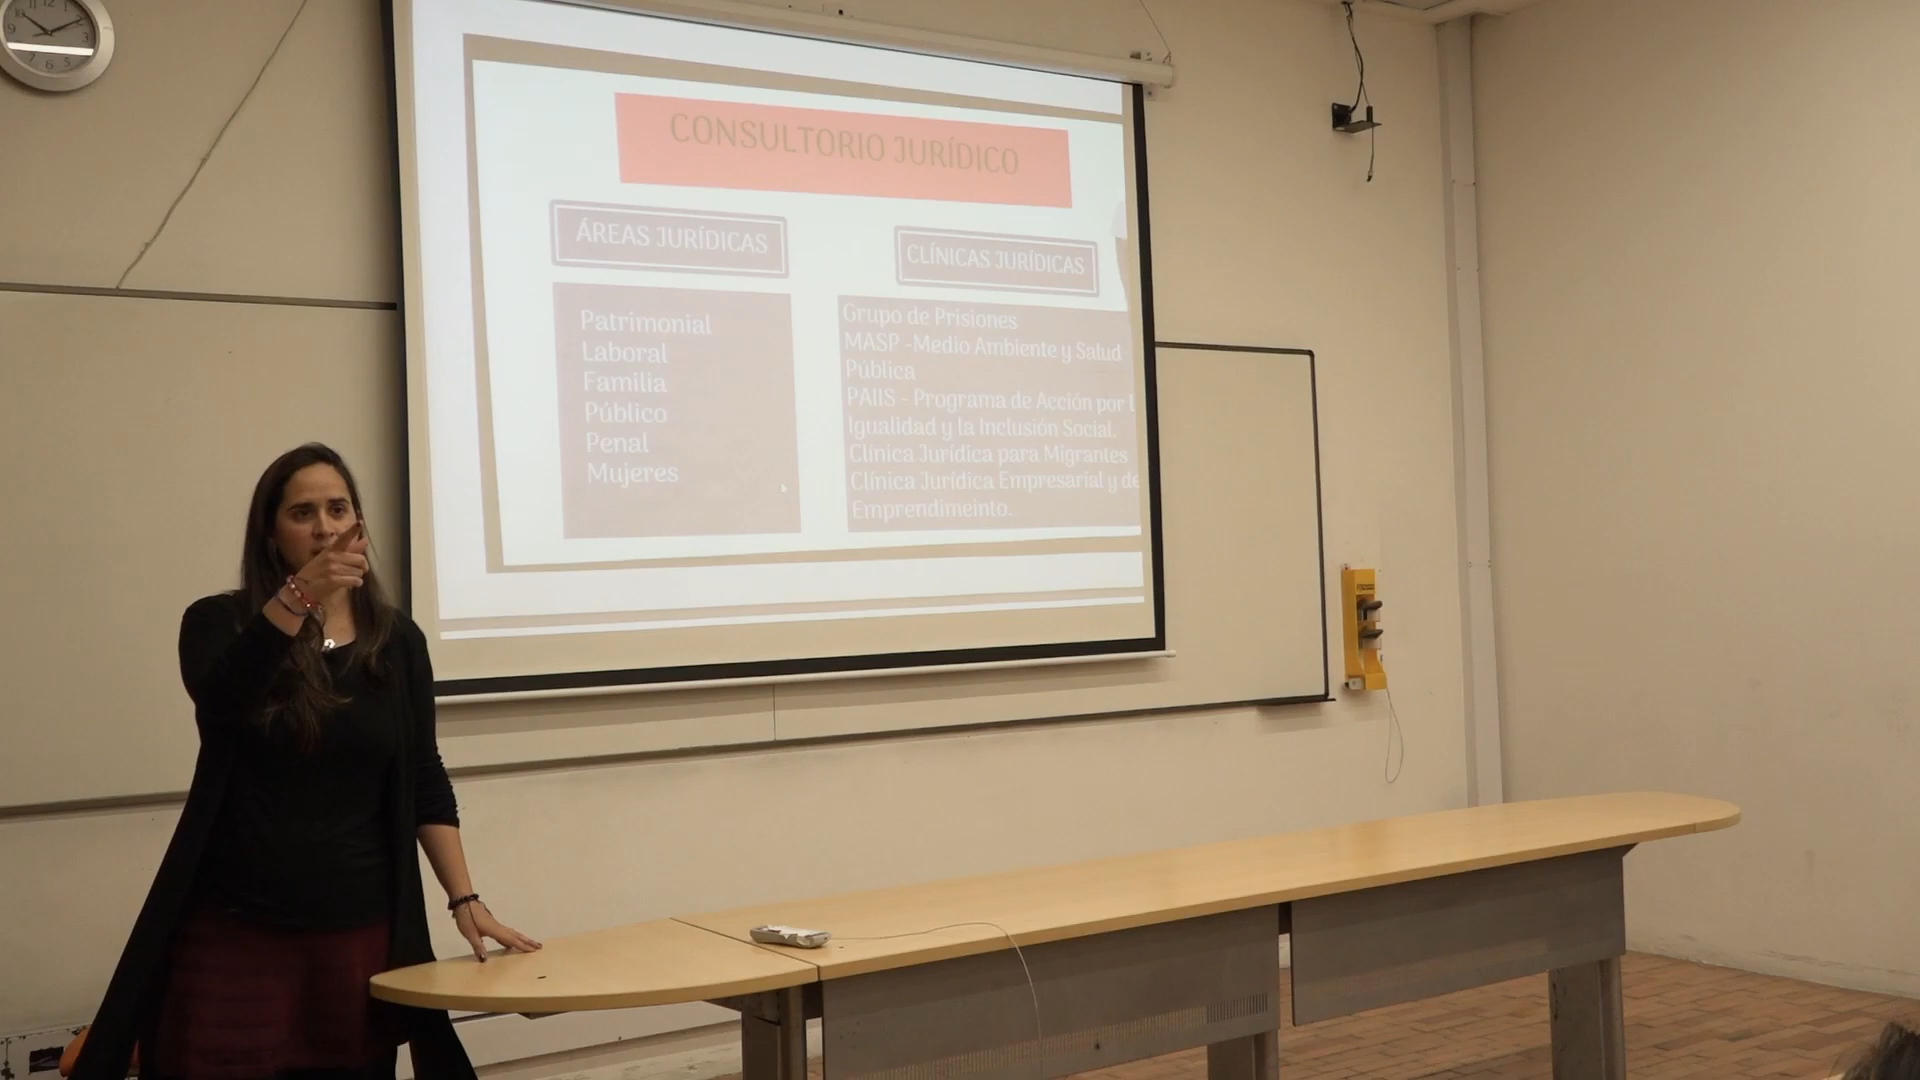 CONSULTORIO JURÍDICO
ÁREAS JURÍDICAS
Patrimonial
Laboral
Familia
Público
Penal
Mujeres
CLÍNICAS JURÍDICAS
Grupo de Prisiones
MASP -Medio Ambiente y Salud
Pública
PAIIS - Programa de Acción por l
Igualidad y la Inclusión Social.
Clínica Jurídica para Migrantes
Clínica Jurídica Empresarial y de
Emprendimeinto.